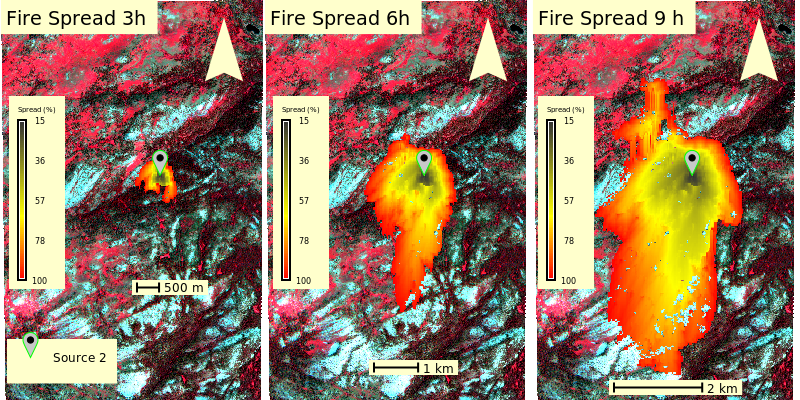 Fire Spread 3h
Spread (%)
15
36
57
78
100
500 m
Source 2
Fire Spread 6h
Spread (%)
15
36
57
78
100
1 km
Fire Spread 9 h
Spread (%)
15
36
57
78
100
2 km